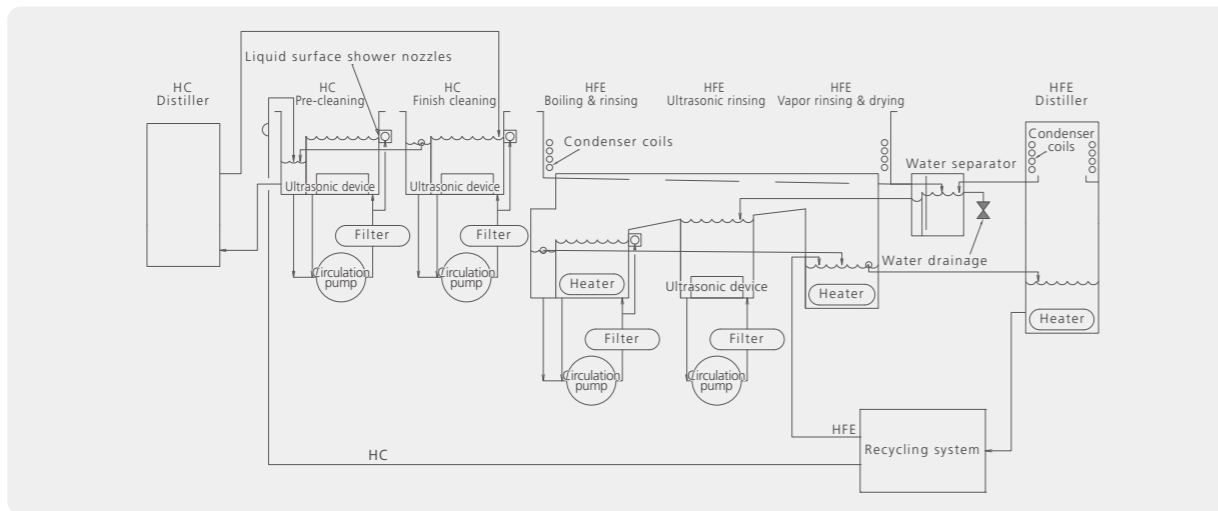 Liquid surface shower nozzles
HC
Distiller
HC
Pre-cleaning
HC
Finish cleaning
HFE
Boiling & rinsing
HFE
Ultrasonic rinsing
HFE
Vapor rinsing & drying
HFE
Distiller
Condenser coils
Condenser
coils
Water separator
Ultrasonic device
Ultrasonic device
Filter
Filter
Water drainage
Circulation
pump
Circulation
pump
Heater
Ultrasonic device
Heater
Heater
Filter
Filter
Circulation
pump
Circulation
pump
HFE
Recycling system
HC